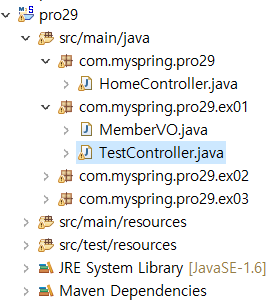 pro29
src/main/java
com.myspring.pro29
HomeController.java
com.myspring.pro29.ex01
MemberVO.java
TestController.java
com.myspring.pro29.ex02
com.myspring.pro29.ex03
src/main/resources
src/test/resources
JRE System Library [JavaSE-1.6]
Maven Dependencies